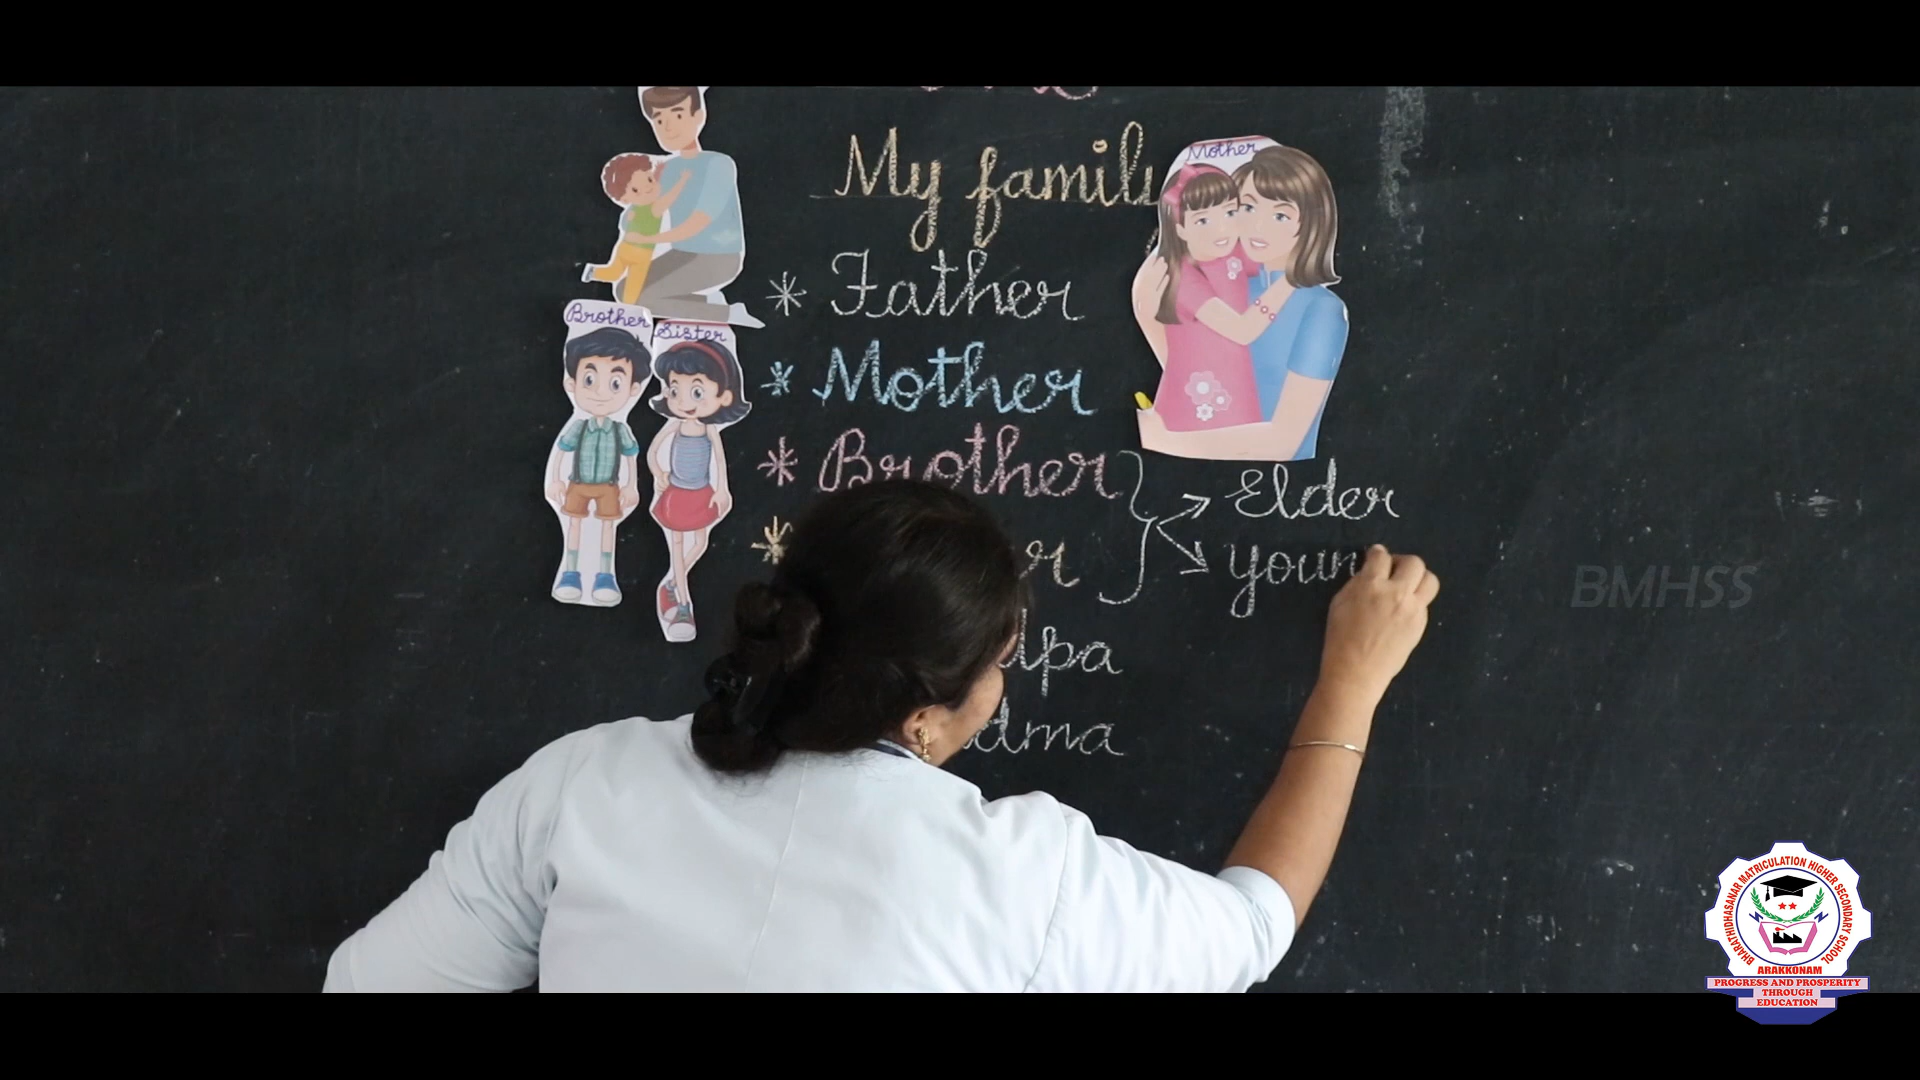 My family
Mother
* Father
Brother
Sister
* Mother
* Brother
Elder
youn
BMHSS
BHARATHIDHASANAR MATRICULATION HIGHER SECONDARY SCHOOL
ARAKKONAM
PROGRESS AND PROSPERITY
THROUGH
EDUCATION